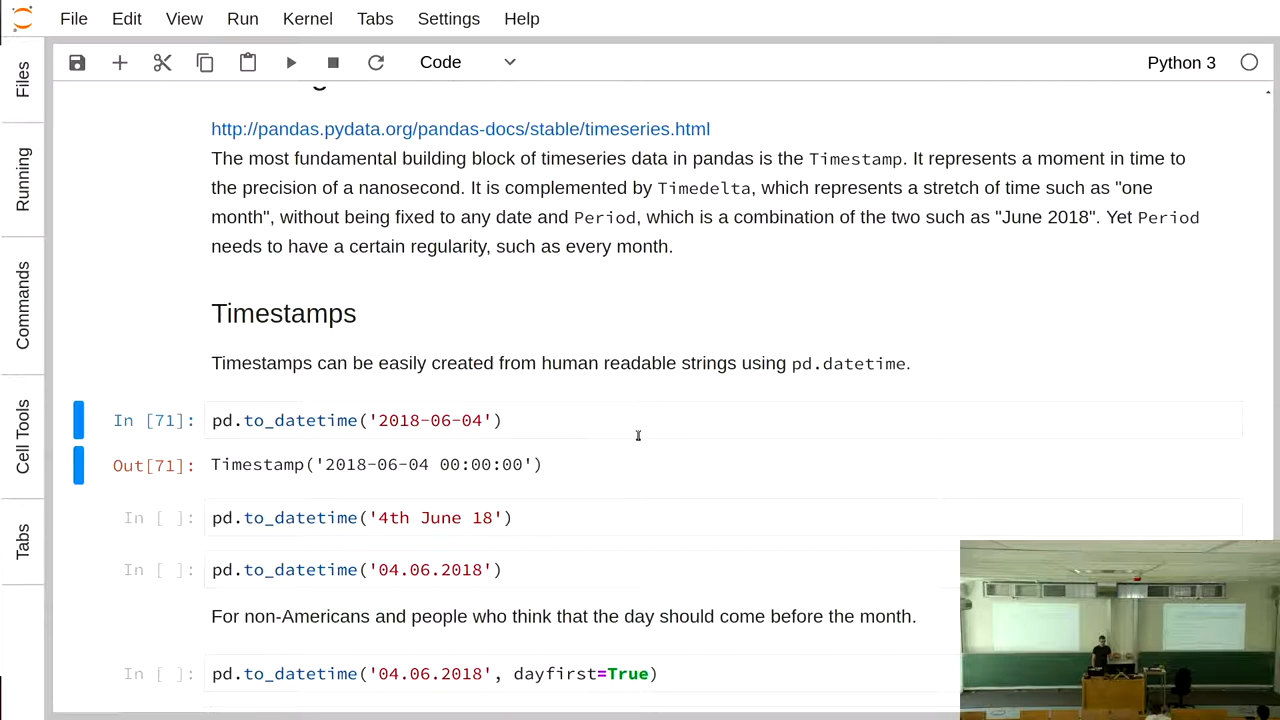 File Edit View Run Kernel Tabs Settings Help
Code
Python 3
Files
Running
Commands
Cell Tools
Tabs
http://pandas.pydata.org/pandas-docs/stable/timeseries.html
The most fundamental building block of timeseries data in pandas is the Timestamp. It represents a moment in time to
the precision of a nanosecond. It is complemented by Timedelta, which represents a stretch of time such as "one
month", without being fixed to any date and Period, which is a combination of the two such as "June 2018". Yet Period
needs to have a certain regularity, such as every month.
Timestamps
Timestamps can be easily created from human readable strings using pd.datetime.
In [71]: pd.to_datetime('2018-06-04')
Out[71]: Timestamp('2018-06-04 00:00:00')
In [ ]: pd.to_datetime('4th June 18')
In [ ]: pd.to_datetime('04.06.2018')
For non-Americans and people who think that the day should come before the month.
In [ ]: pd.to_datetime('04.06.2018', dayfirst=True)